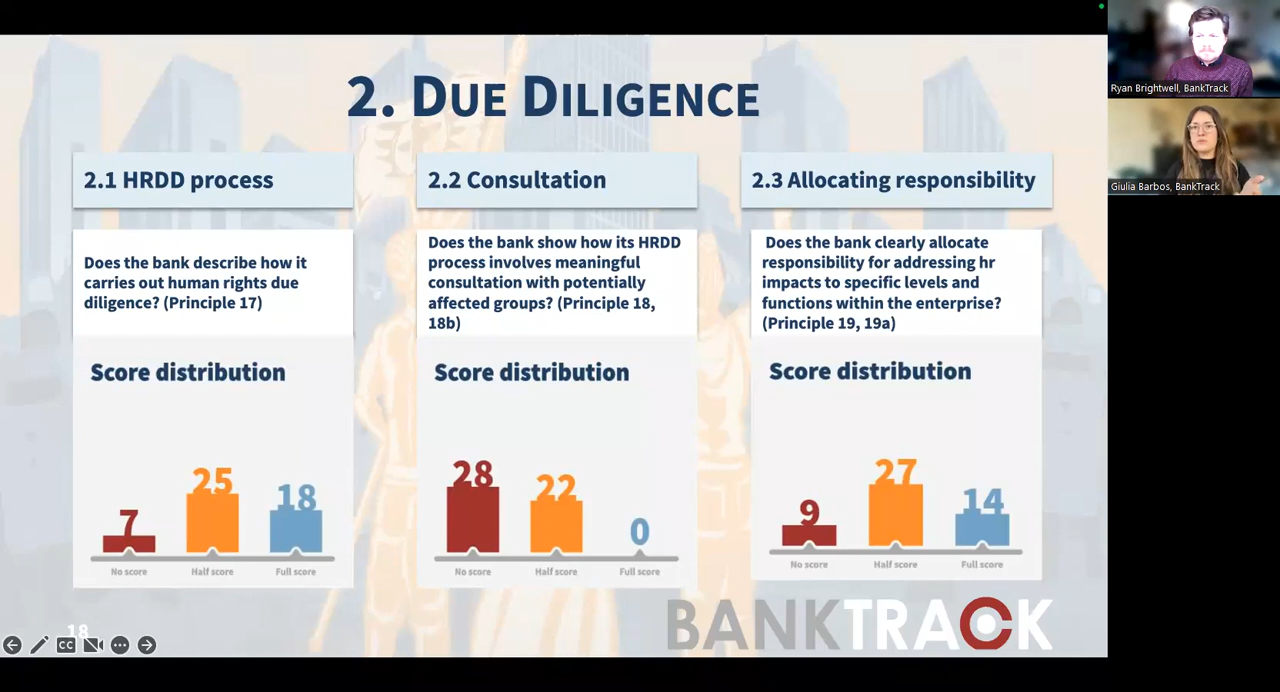 2. DUE DILIGENCE
2.1 HRDD process
Does the bank describe how it
carries out human rights due
diligence? (Principle 17)
Score distribution
7
25
18
No score
Half score
Full score
2.2 Consultation
Does the bank show how its HRDD
process involves meaningful
consultation with potentially
affected groups? (Principle 18,
18b)
Score distribution
28
22
0
No score
Half score
Full score
2.3 Allocating responsibility
Does the bank clearly allocate
responsibility for addressing hr
impacts to specific levels and
functions within the enterprise?
(Principle 19, 19a)
Score distribution
9
27
14
No score
Half score
Full score
BANKTRACK
18
CC
Ryan Brightwell, BankTrack
Giulia Barbos, BankTrack